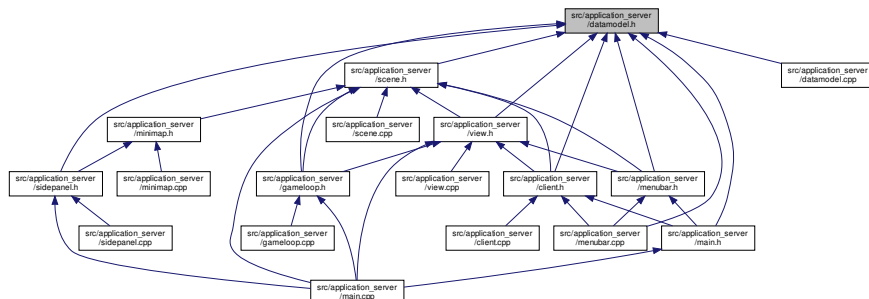 src/application_server
/datamodel.h
src/application_server
/scene.h
src/application_server
/datamodel.cpp
src/application_server
/minimap.h
src/application_server
/scene.cpp
src/application_server
/view.h
src/application_server
/sidepanel.h
src/application_server
/minimap.cpp
src/application_server
/gameloop.h
src/application_server
/view.cpp
src/application_server
/client.h
src/application_server
/menubar.h
src/application_server
/sidepanel.cpp
src/application_server
/gameloop.cpp
src/application_server
/client.cpp
src/application_server
/menubar.cpp
src/application_server
/main.h
src/application_server
/main.cpp